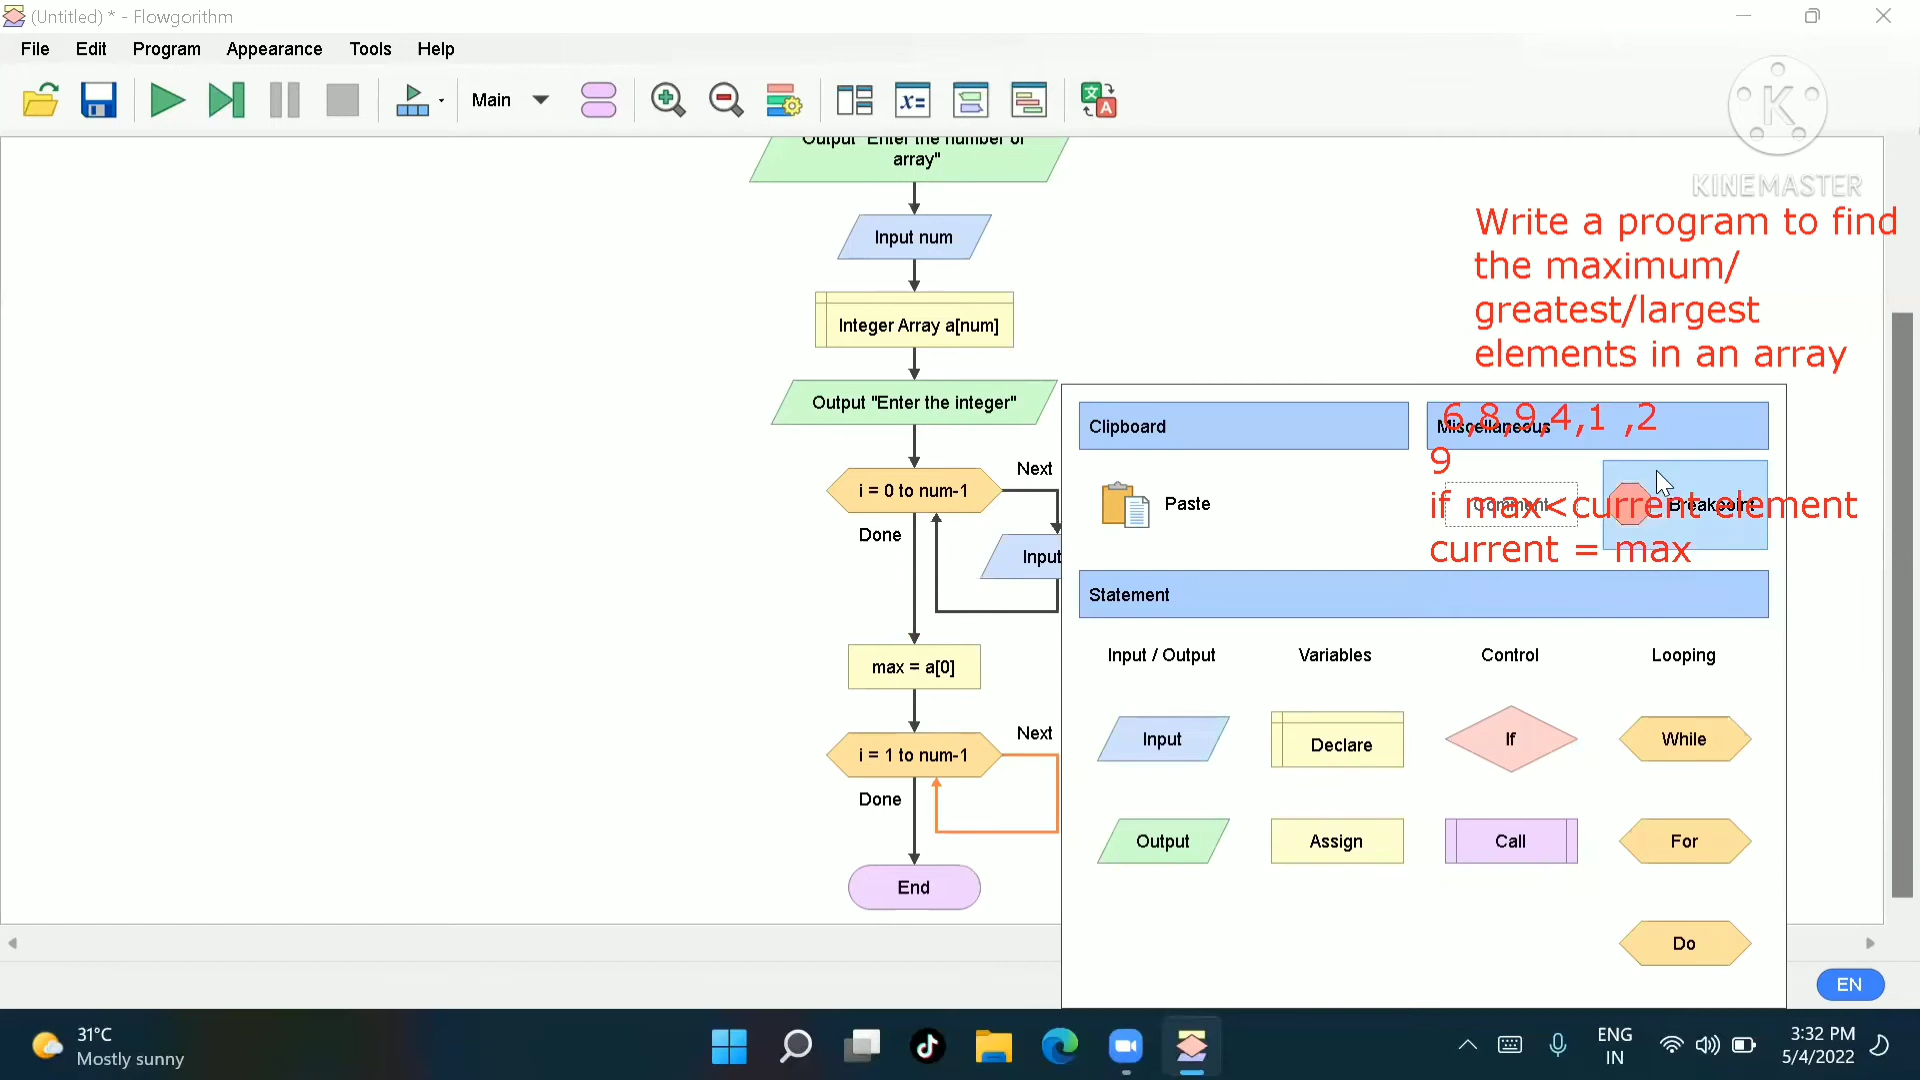 (Untitled) * - Flowgorithm
File Edit Program Appearance Tools Help
Main
KINEMASTER
Output "Enter the number of
array"
Input num
Integer Array a[num]
Output "Enter the integer"
i = 0 to num-1
Next
Done
Input
max = a[0]
i = 1 to num-1
Next
Done
End
Write a program to find
the maximum/
greatest/largest
elements in an array
6,8,9,4,1 ,2
9
if max<current element
current = max
Clipboard
Miscellaneous
Paste
Comment
Breakpoint
Statement
Input / Output
Variables
Control
Looping
Input
Declare
If
While
Output
Assign
Call
For
Do
EN
31°C
Mostly sunny
ENG
IN
3:32 PM
5/4/2022